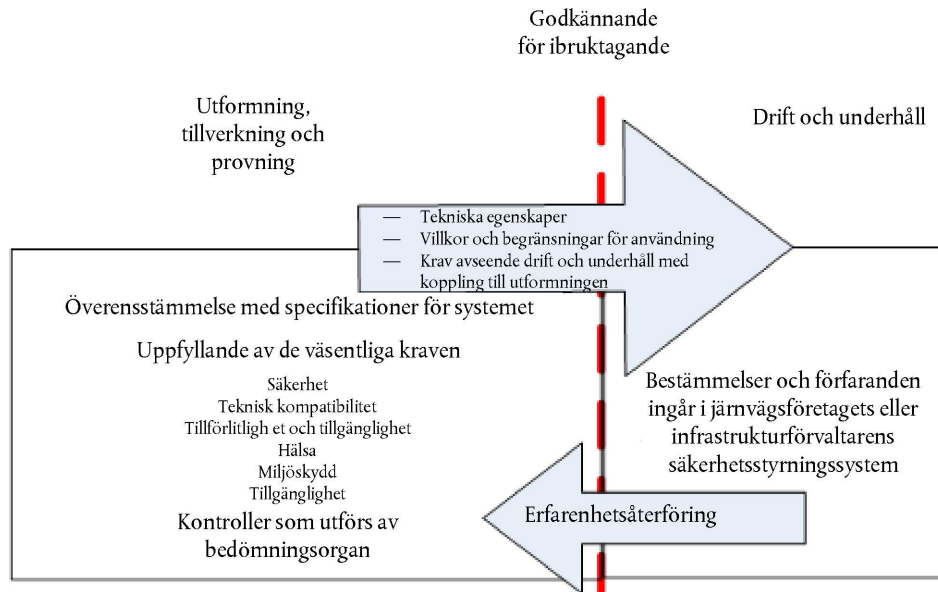 Godkännande
för ibruktagande
Utformning,
tillverkning och
provning
Drift och underhåll
— Tekniska egenskaper
— Villkor och begränsningar för användning
— Krav avseende drift och underhåll med
koppling till utformningen
Överensstämmelse med specifikationer för systemet
Uppfyllande av de väsentliga kraven
Säkerhet
Teknisk kompatibilitet
Tillförlitligh et och tillgänglighet
Hälsa
Miljöskydd
Tillgänglighet
Kontroller som utförs av
bedömningsorgan
Bestämmelser och förfaranden
ingår i järnvägsföretagets eller
infrastrukturförvaltarens
säkerhetsstyrningssystem
Erfarenhetsåterföring